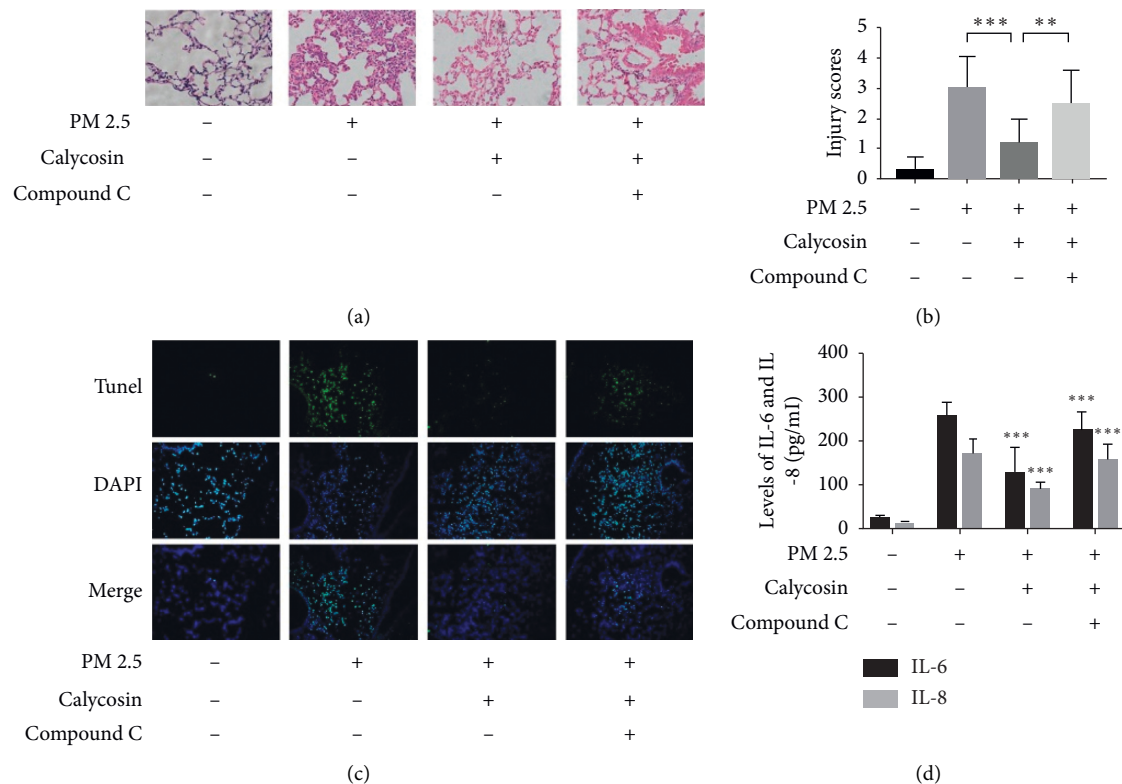 PM 2.5 – + + +
Calycosin – – + +
Compound C – – – +
(a)
5
4
3
2
1
0
Injury scores
*** **
PM 2.5 – + + +
Calycosin – – + +
Compound C – – – +
(b)
Tunel
DAPI
Merge
PM 2.5 – + + +
Calycosin – – + +
Compound C – – – +
(c)
400
300
200
100
0
Levels of IL-6 and IL
-8 (pg/ml)
*** *** *** ***
PM 2.5 – + + +
Calycosin – – + +
Compound C – – – +
IL-6
IL-8
(d)